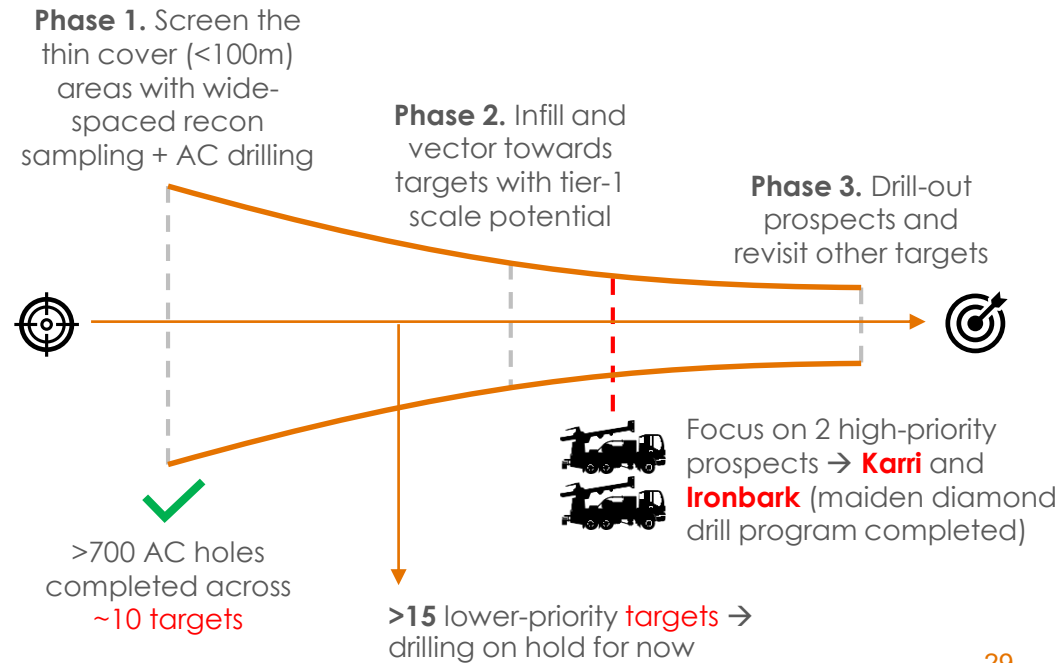 Phase 1. Screen the
thin cover (<100m)
areas with wide-
spaced recon
sampling + AC drilling
Phase 2. Infill and
vector towards
targets with tier-1
scale potential
Phase 3. Drill-out
prospects and
revisit other targets
Focus on 2 high-priority
prospects → Karri and
Ironbark (maiden diamond
drill program completed)
>700 AC holes
completed across
~10 targets
>15 lower-priority targets →
drilling on hold for now
29